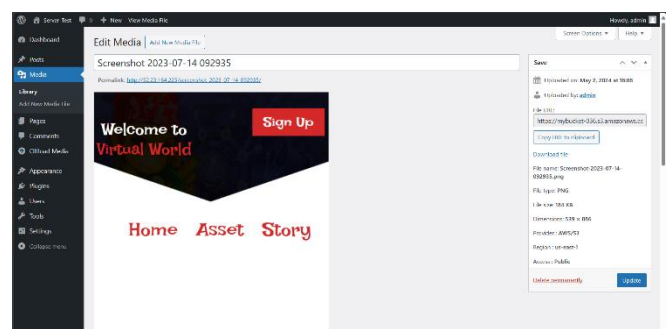 Server Test
0
+ New
View Media File
Howdy, admin
Screen Options
Help
Dashboard
Posts
Media
Library
Add New Media File
Pages
Comments
Offload Media
Appearance
Plugins
Users
Tools
Settings
Collapse menu
Edit Media
Add New Media File
Screenshot 2023-07-14 092935
Permalink:
Welcome to
Virtual World
Sign Up
Home Asset Story
Save
Uploaded on: May 2, 2024 at
Uploaded by: admin
File URL:
Copy URL to clipboard
Download file
File name: Screenshot-2023-07-14-
092935.png
File type: PNG
File size: 184 KB
Dimensions:
Provider : AWS/S3
Region : us-east-1
Access : Public
Delete permanently
Update